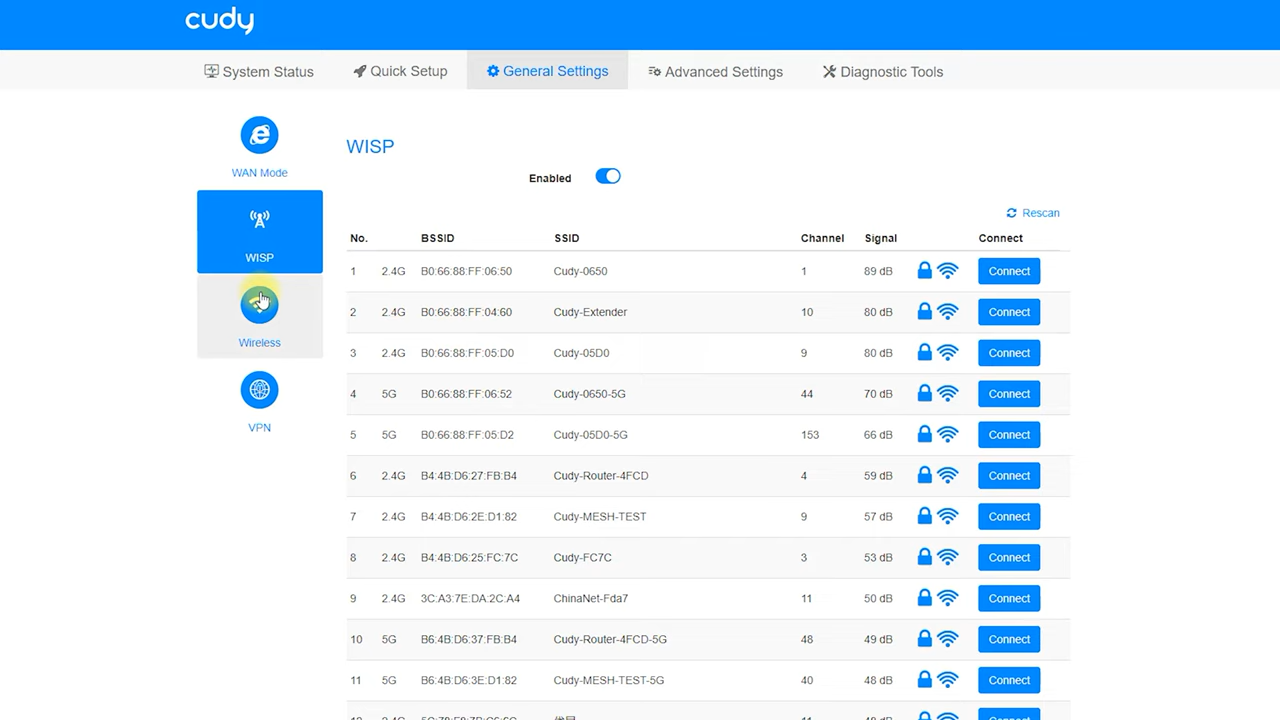 cudy
System Status Quick Setup General Settings Advanced Settings Diagnostic Tools
WAN Mode
WISP
Wireless
VPN
WISP
Enabled
Rescan
No. BSSID SSID Channel Signal Connect
1 2.4G B0:66:88:FF:06:50 Cudy-0650 1 89 dB Connect
2 2.4G B0:66:88:FF:04:60 Cudy-Extender 10 80 dB Connect
3 2.4G B0:66:88:FF:05:D0 Cudy-05D0 9 80 dB Connect
4 5G B0:66:88:FF:06:52 Cudy-0650-5G 44 70 dB Connect
5 5G B0:66:88:FF:05:D2 Cudy-05D0-5G 153 66 dB Connect
6 2.4G B4:4B:D6:27:FB:B4 Cudy-Router-4FCD 4 59 dB Connect
7 2.4G B4:4B:D6:2E:D1:82 Cudy-MESH-TEST 9 57 dB Connect
8 2.4G B4:4B:D6:25:FC:7C Cudy-FC7C 3 53 dB Connect
9 2.4G 3C:A3:7E:DA:2C:A4 ChinaNet-Fda7 11 50 dB Connect
10 5G B6:4B:D6:37:FB:B4 Cudy-Router-4FCD-5G 48 49 dB Connect
11 5G B6:4B:D6:3E:D1:82 Cudy-MESH-TEST-5G 40 48 dB Connect